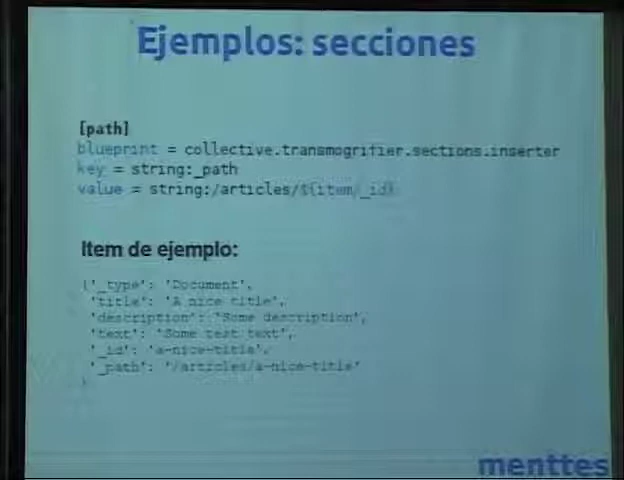 Ejemplos: secciones
[path]
blueprint = collective.transmogrifier.sections.inserter
key = string:_path
value = string:/articles/${item/_id}
Item de ejemplo:
{'_type': 'Document',
'title': 'A nice title',
'description': 'Some description',
'text': 'Some test text',
'_id': 'a-nice-title',
'_path': '/articles/a-nice-title'
}
menttes